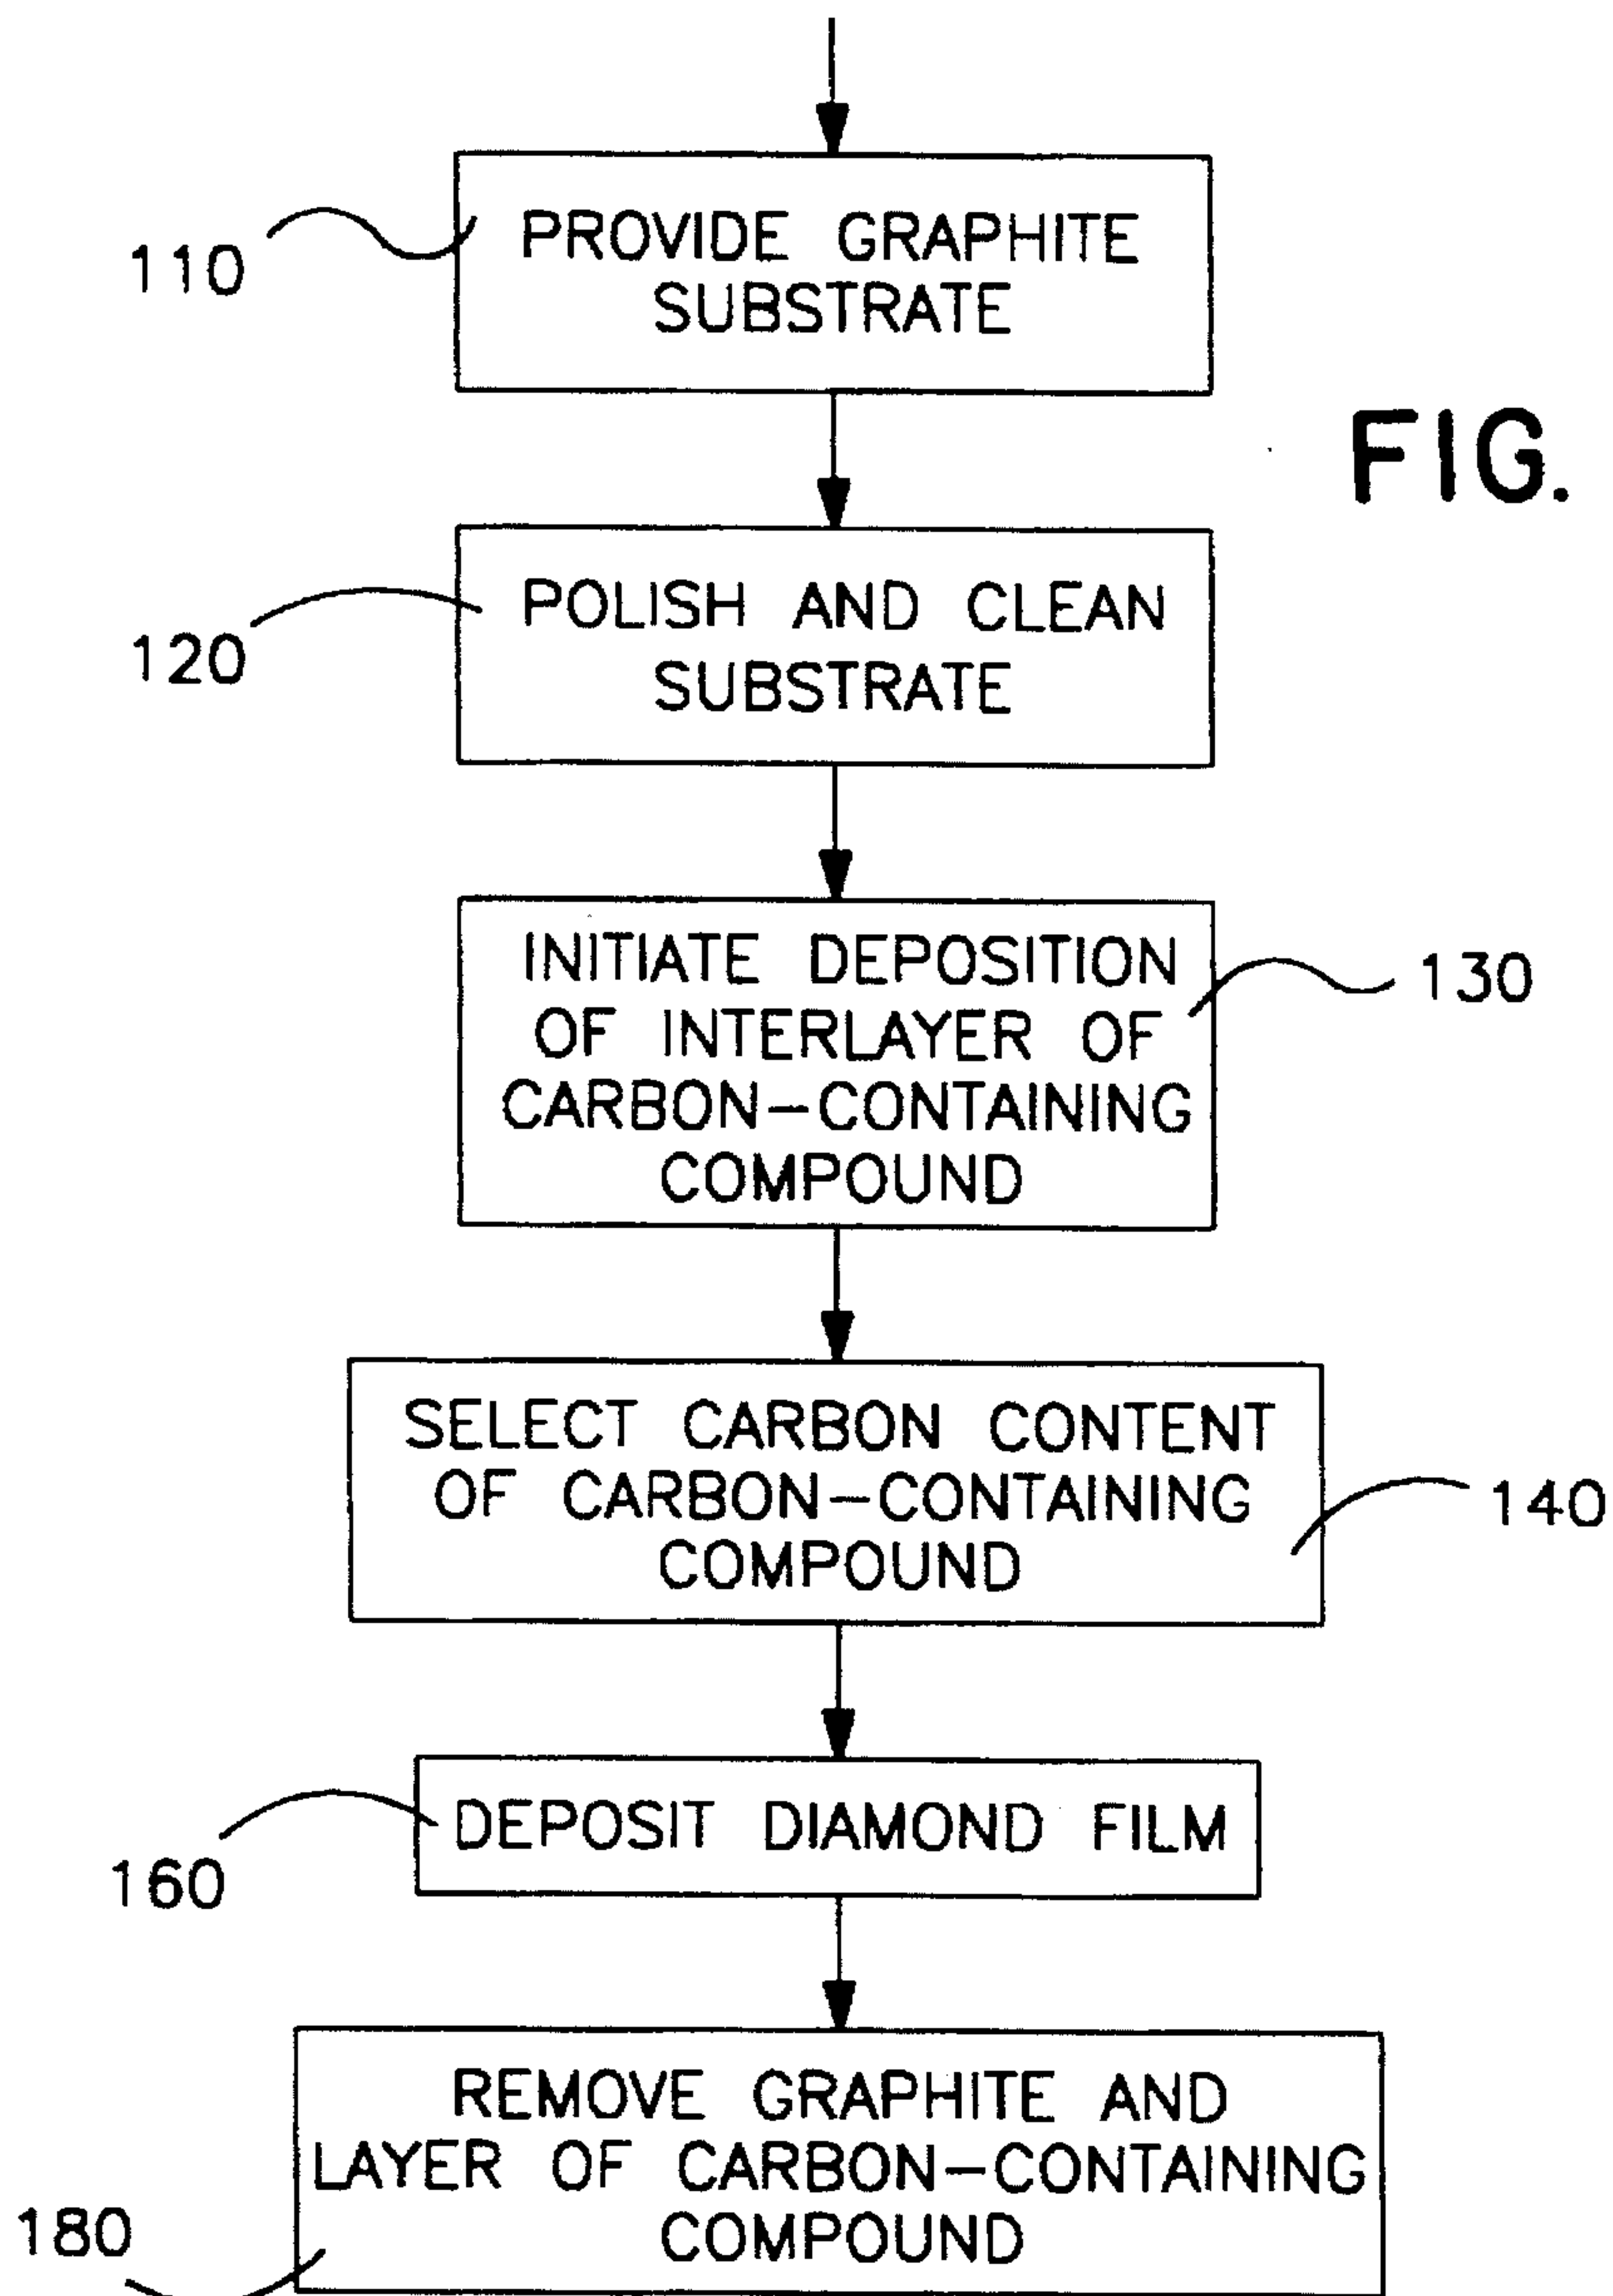 110
PROVIDE GRAPHITE
SUBSTRATE
FIG.
120
POLISH AND CLEAN
SUBSTRATE
130
INITIATE DEPOSITION
OF INTERLAYER OF
CARBON-CONTAINING
COMPOUND
140
SELECT CARBON CONTENT
OF CARBON-CONTAINING
COMPOUND
160
DEPOSIT DIAMOND FILM
180
REMOVE GRAPHITE AND
LAYER OF CARBON-CONTAINING
COMPOUND